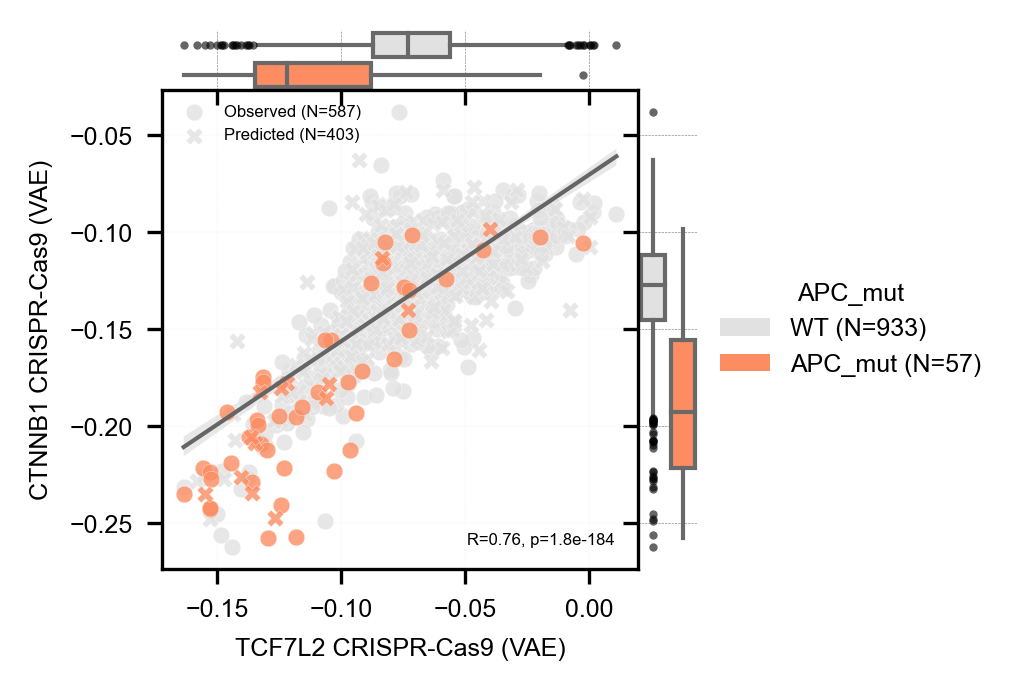 Observed (N=587)
Predicted (N=403)
−0.05
−0.10
−0.15
−0.20
−0.25
CTNNB1 CRISPR-Cas9 (VAE)
R=0.76, p=1.8e-184
−0.15
−0.10
−0.05
0.00
TCF7L2 CRISPR-Cas9 (VAE)
APC_mut
WT (N=933)
APC_mut (N=57)